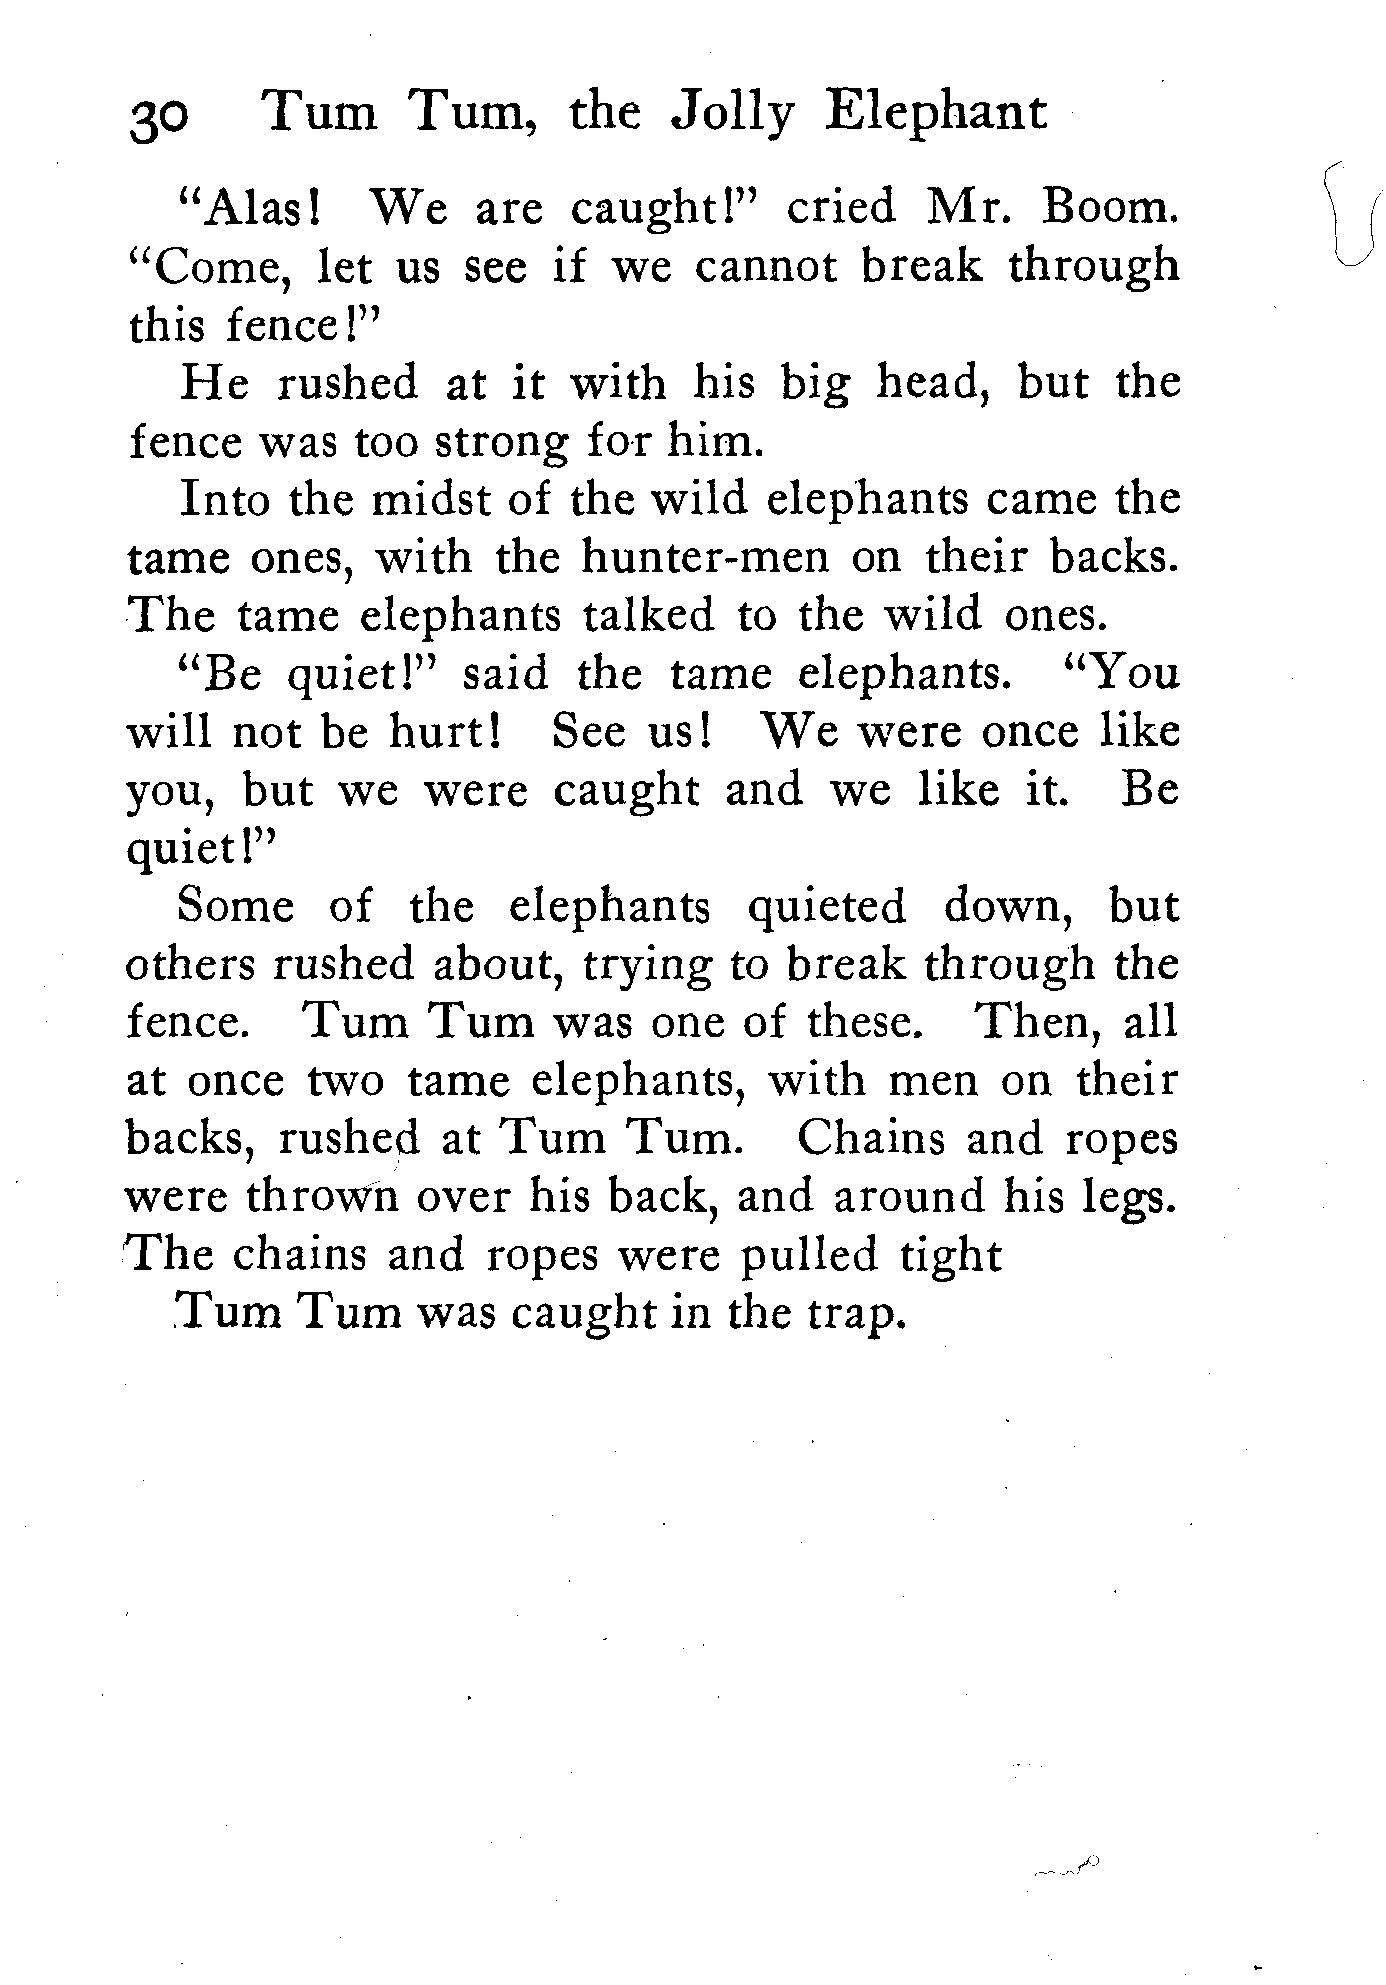 30 Tum Tum, the Jolly Elephant
"Alas! We are caught!" cried Mr. Boom.
"Come, let us see if we cannot break through
this fence!"
He rushed at it with his big head, but the
fence was too strong for him.
Into the midst of the wild elephants came the
tame ones, with the hunter-men on their backs.
The tame elephants talked to the wild ones.
"Be quiet!" said the tame elephants. "You
will not be hurt! See us! We were once like
you, but we were caught and we like it. Be
quiet!"
Some of the elephants quieted down, but
others rushed about, trying to break through the
fence. Tum Tum was one of these. Then, all
at once two tame elephants, with men on their
backs, rushed at Tum Tum. Chains and ropes
were thrown over his back, and around his legs.
The chains and ropes were pulled tight
Tum Tum was caught in the trap.